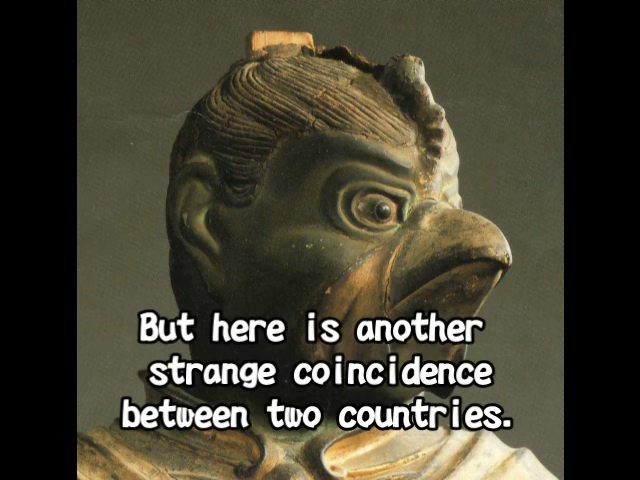 But here is another
strange coincidence
between two countries.